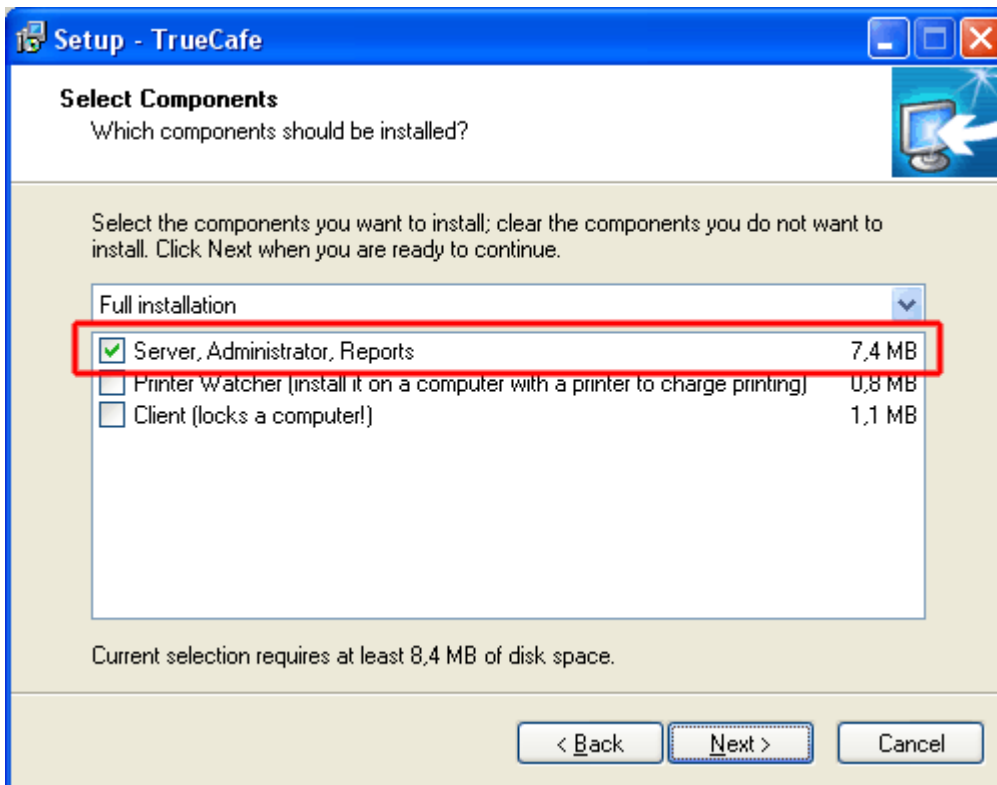 Setup - TrueCafe
Select Components
Which components should be installed?
Select the components you want to install; clear the components you do not want to
install. Click Next when you are ready to continue.
Full installation
Server, Administrator, Reports 7,4 MB
Printer Watcher (install it on a computer with a printer to charge printing) 0,8 MB
Client (locks a computer!) 1,1 MB
Current selection requires at least 8,4 MB of disk space.
< Back Next > Cancel